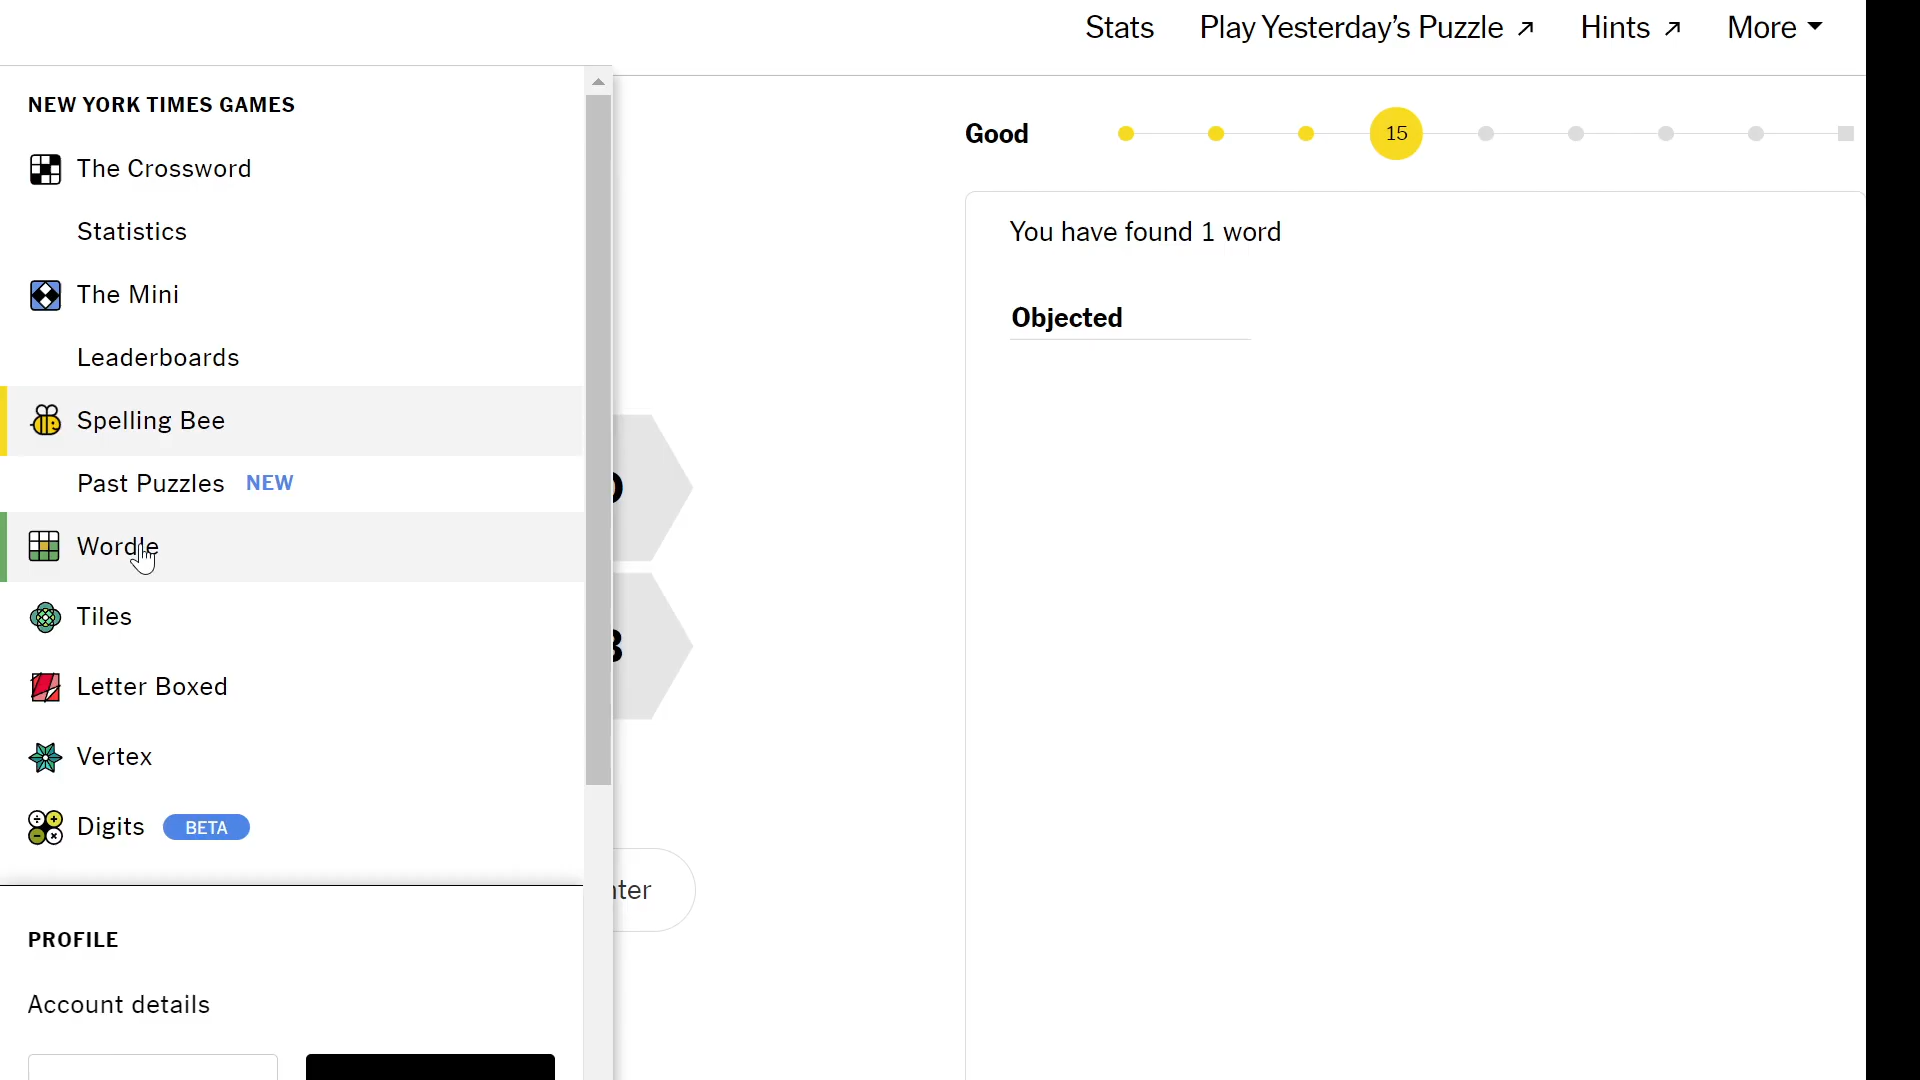 Stats Play Yesterday's Puzzle Hints More
NEW YORK TIMES GAMES
The Crossword
Statistics
The Mini
Leaderboards
Spelling Bee
Past Puzzles NEW
Wordle
Tiles
Letter Boxed
Vertex
Digits BETA
PROFILE
Account details
Good 15
You have found 1 word
Objected
nter